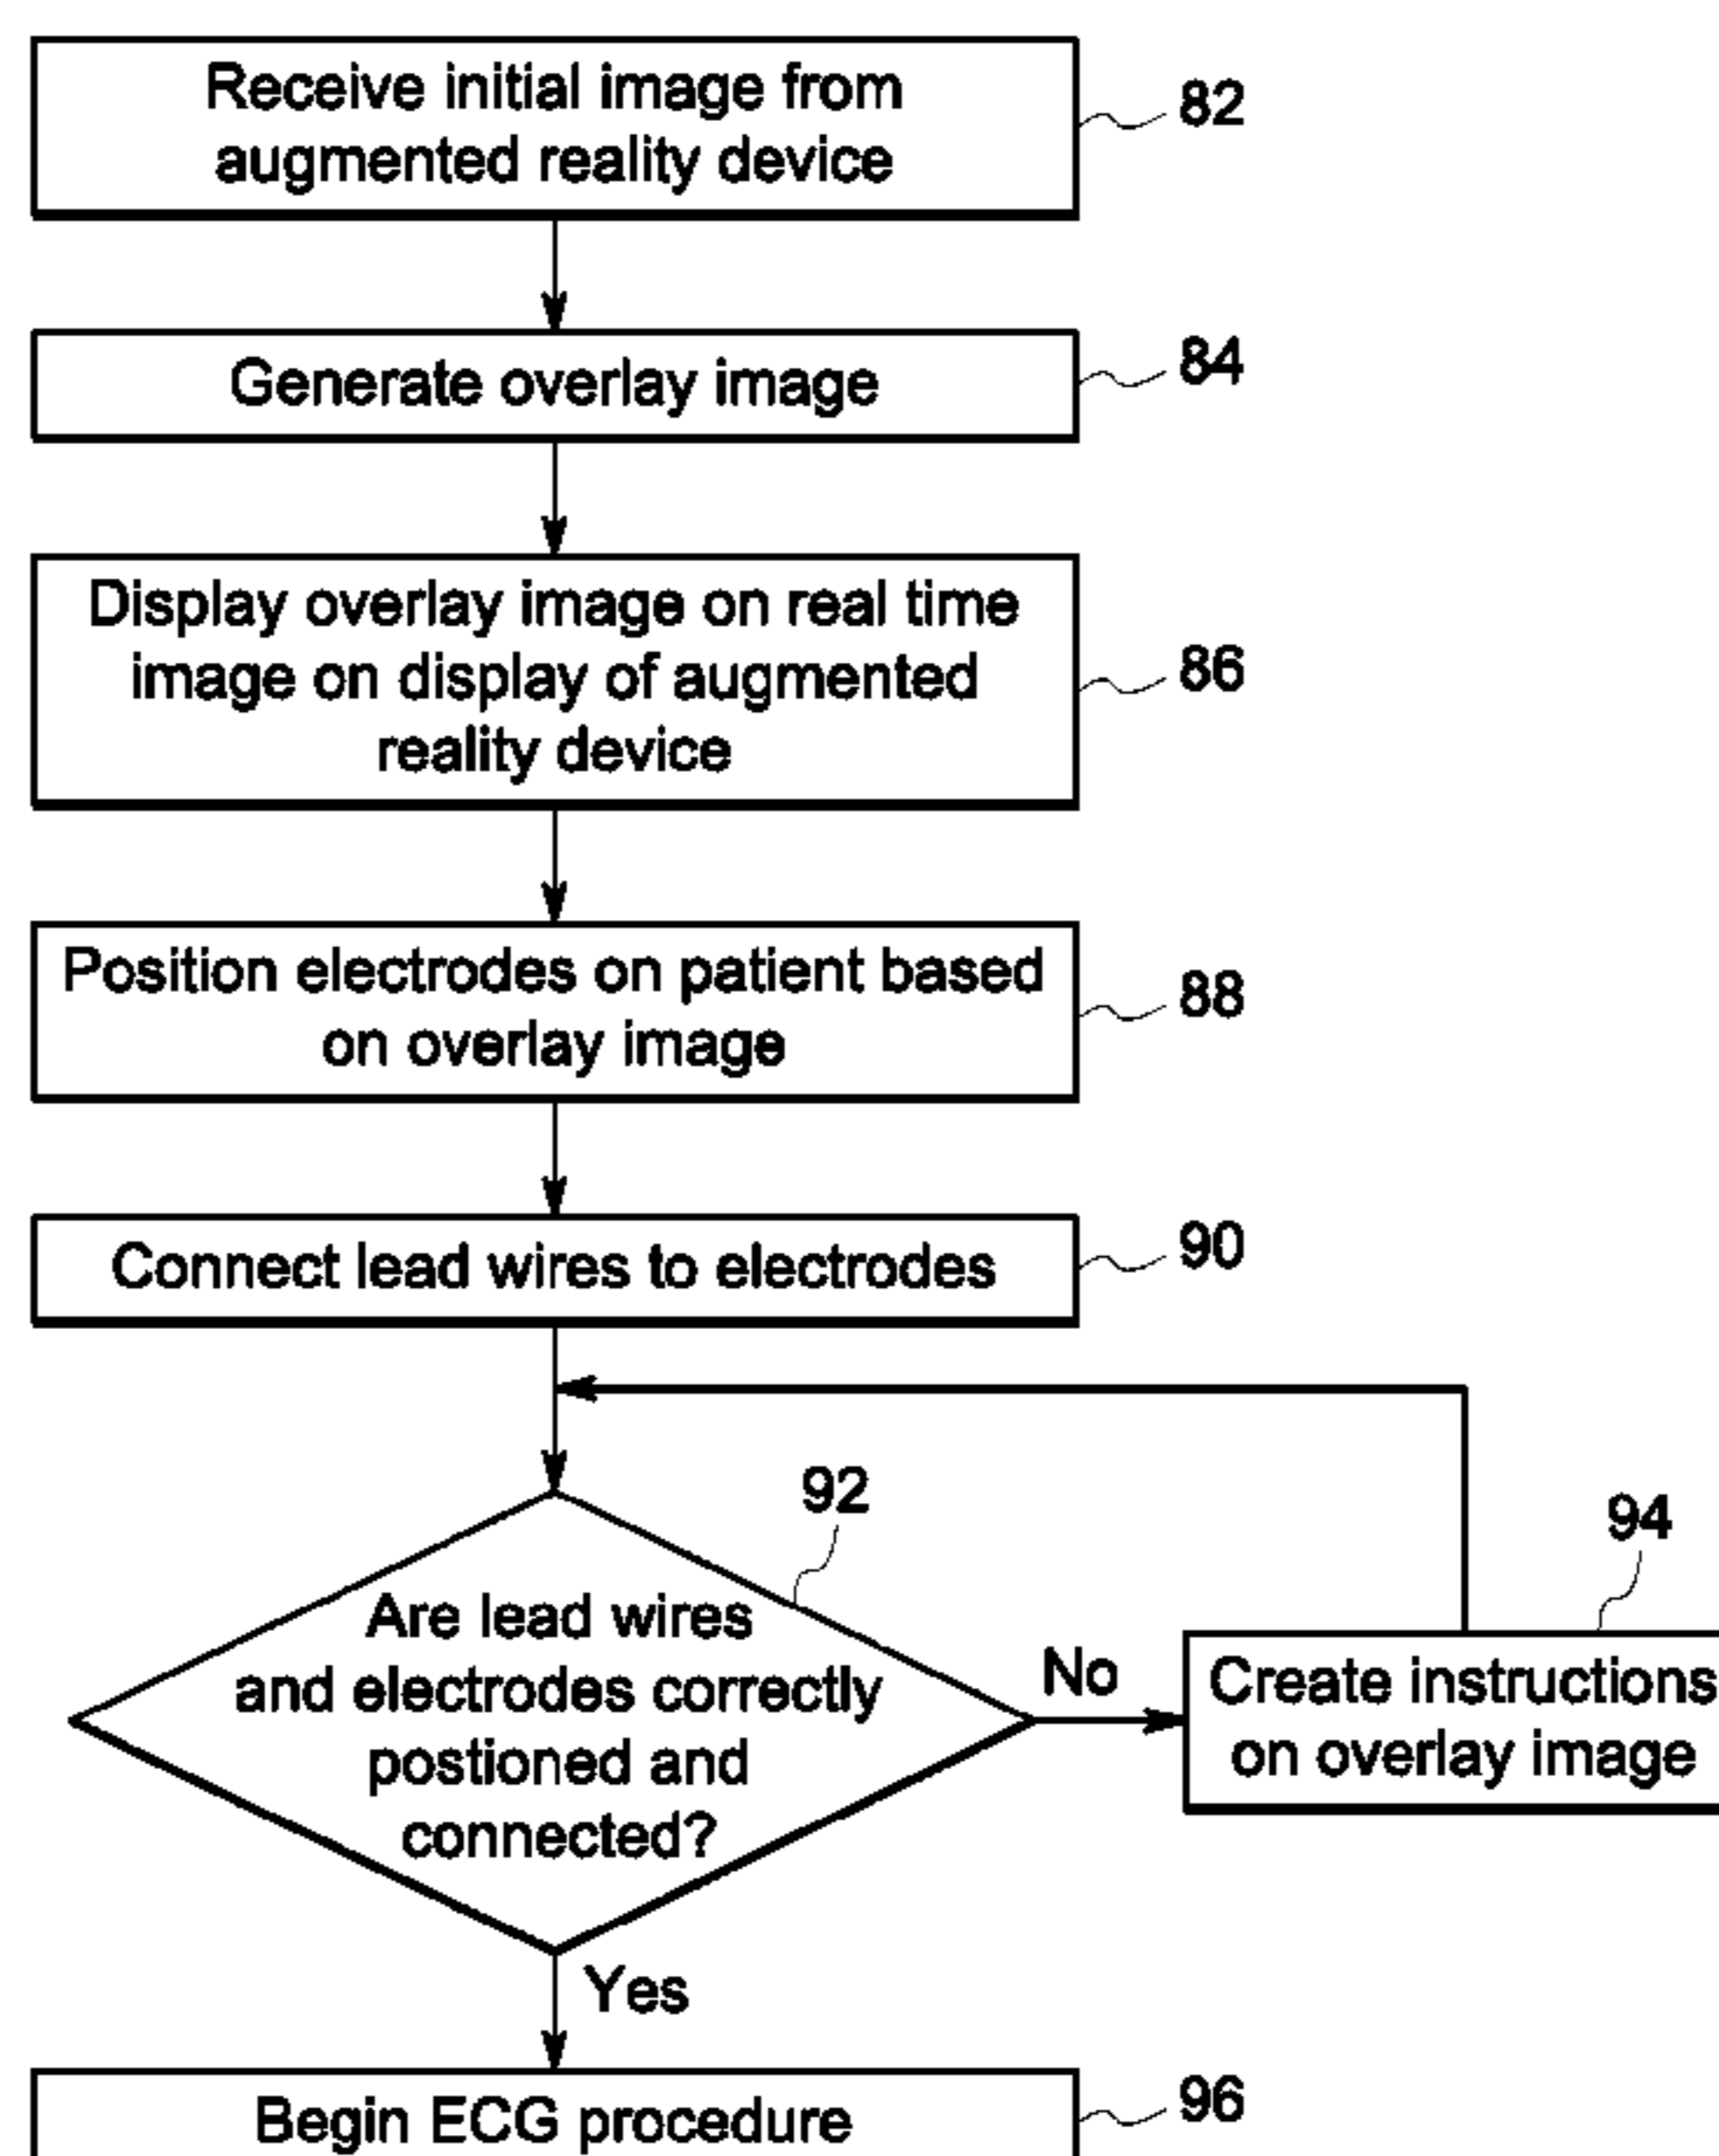 Receive initial image from
augmented reality device
82
Generate overlay image
84
Display overlay image on real time
image on display of augmented
reality device
86
Position electrodes on patient based
on overlay image
88
Connect lead wires to electrodes
90
92
Are lead wires
and electrodes correctly
postioned and
connected?
No
94
Create instructions
on overlay image
Yes
Begin ECG procedure
96